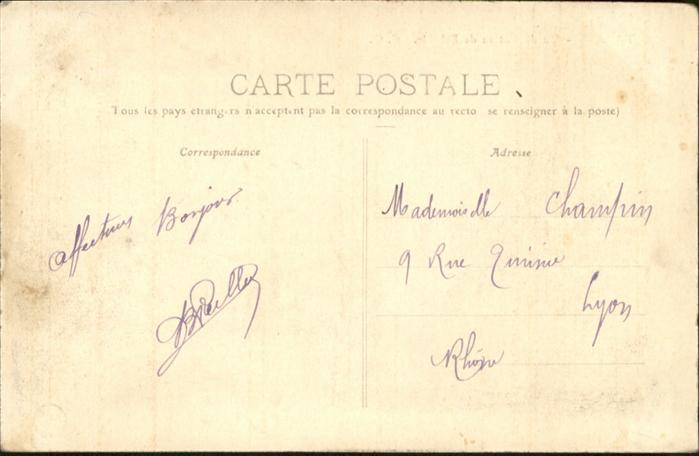 CARTE POSTALE
Tous les pays etrangers n'acceptent pas la correspondance au recto se renseigner à la poste)
Correspondance
Affectueux Bonjour
Adresse
Mademoiselle Champin
9 Rue
Lyon
Rhône